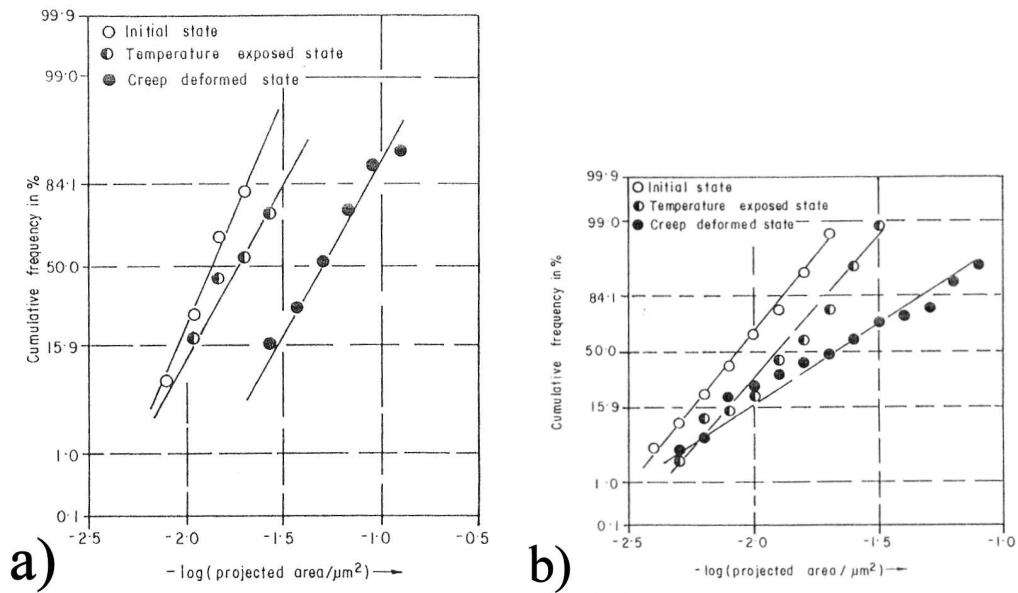 99·9
99·0
84·1
50·0
15·9
1·0
0·1
Cumulative frequency in %
Initial state
Temperature exposed state
Creep deformed state
-2·5 -2·0 -1·5 -1·0 -0·5
-log(projected area/μm²)
a)
99·9
99·0
84·1
50·0
15·9
1·0
0·1
Cumulative frequency in %
Initial state
Temperature exposed state
Creep deformed state
-2·5 -2·0 -1·5 -1·0
-log(projected area/μm²)
b)